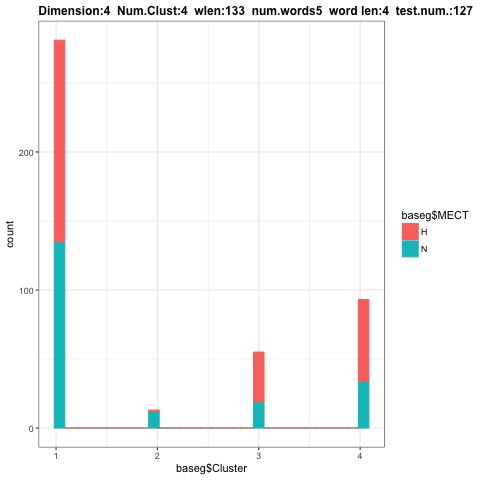 Dimension:4 Num.Clust:4 wlen:133 num.words5 word len:4 test.num.:127
200
100
0
count
1 2 3 4
baseg$Cluster
baseg$MECT
H
N